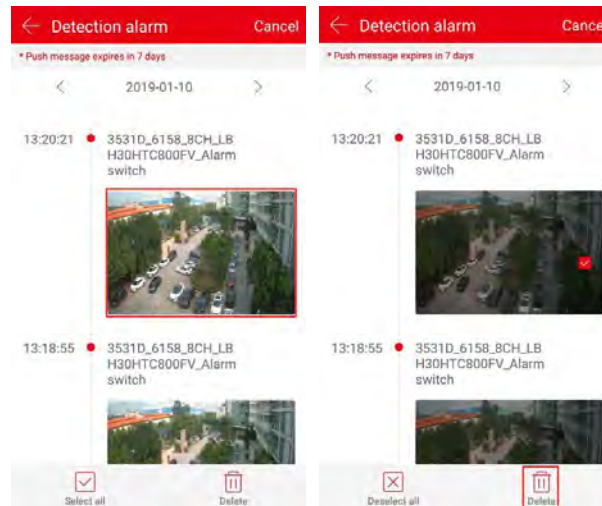 Detection alarm Cancel
* Push message expires in 7 days
< 2019-01-10 >
13:20:21 3531D_6158_8CH_LB
H30HTC800FV_Alarm
switch
13:18:55 3531D_6158_8CH_LB
H30HTC800FV_Alarm
switch
Select all Delete
Detection alarm Cance
* Push message expires in 7 days
< 2019-01-10 >
13:20:21 3531D_6158_8CH_LB
H30HTC800FV_Alarm
switch
13:18:55 3531D_6158_8CH_LB
H30HTC800FV_Alarm
switch
Deselect all Delete